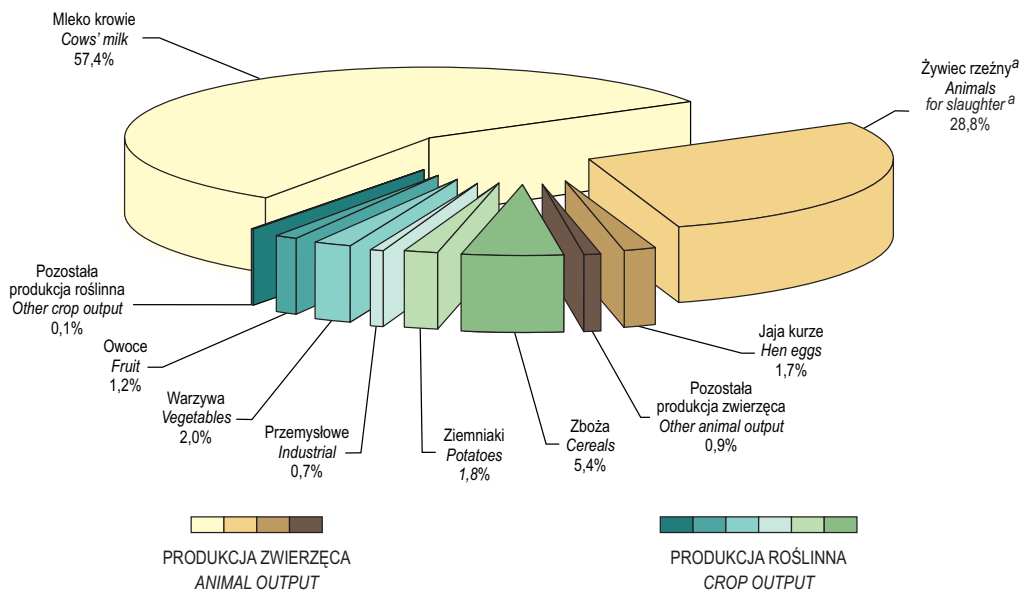 Mleko krowie
Cows' milk
57,4%
Żywiec rzeźnyᵃ
Animals
for slaughter ᵃ
28,8%
Pozostała
produkcja roślinna
Other crop output
0,1%
Owoce
Fruit
1,2%
Warzywa
Vegetables
2,0%
Przemysłowe
Industrial
0,7%
Ziemniaki
Potatoes
1,8%
Zboża
Cereals
5,4%
Pozostała
produkcja zwierzęca
Other animal output
0,9%
Jaja kurze
Hen eggs
1,7%
PRODUKCJA ZWIERZĘCA
ANIMAL OUTPUT
PRODUKCJA ROŚLINNA
CROP OUTPUT